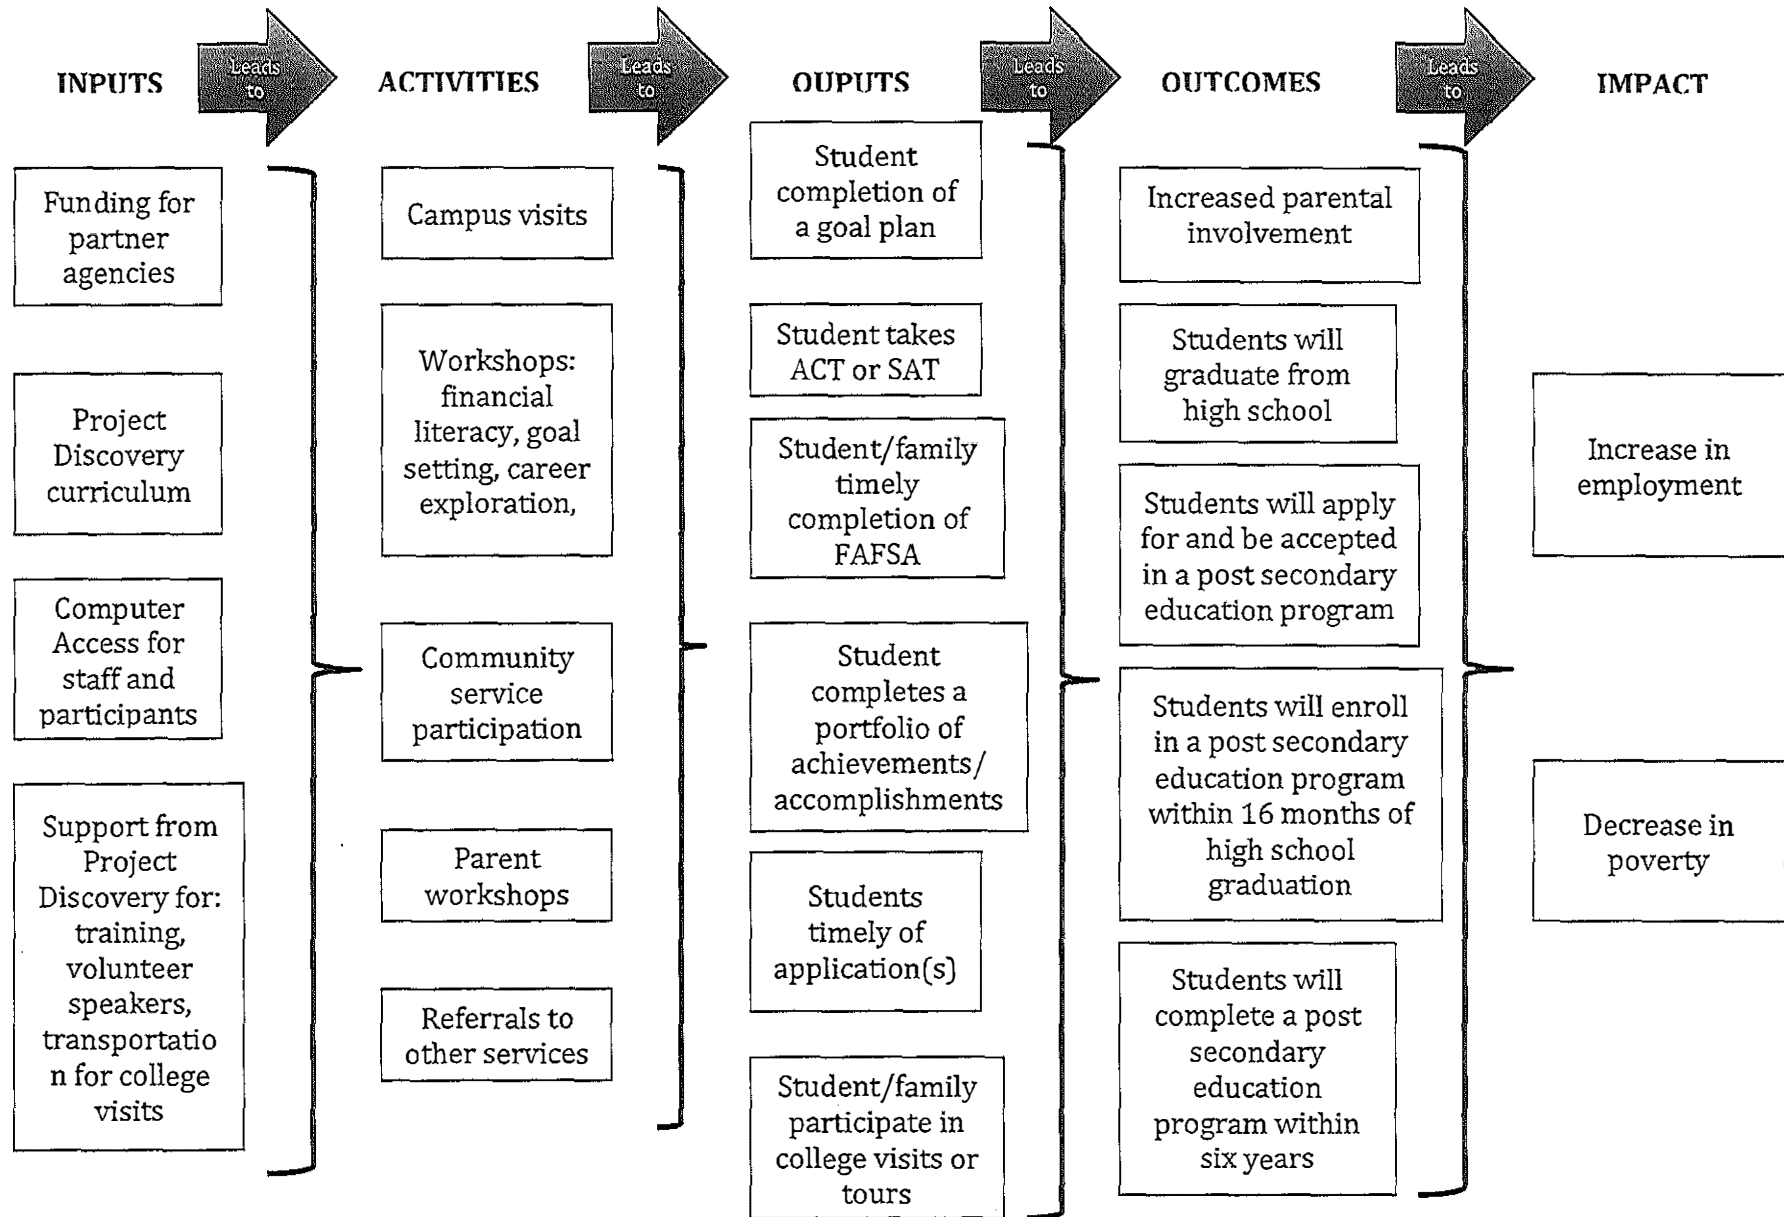 INPUTS
Leads
to
ACTIVITIES
Leads
to
OUPUTS
Leads
to
OUTCOMES
Leads
to
IMPACT
Funding for
partner
agencies
Project
Discovery
curriculum
Computer
Access for
staff and
participants
Support from
Project
Discovery for:
training,
volunteer
speakers,
transportatio
n for college
visits
Campus visits
Workshops:
financial
literacy, goal
setting, career
exploration,
Community
service
participation
Parent
workshops
Referrals to
other services
Student
completion of
a goal plan
Student takes
ACT or SAT
Student/family
timely
completion of
FAFSA
Student
completes a
portfolio of
achievements/
accomplishments
Students
timely of
application(s)
Student/family
participate in
college visits or
tours
Increased parental
involvement
Students will
graduate from
high school
Students will apply
for and be accepted
in a post secondary
education program
Students will enroll
in a post secondary
education program
within 16 months of
high school
graduation
Students will
complete a post
secondary
education
program within
six years
Increase in
employment
Decrease in
poverty